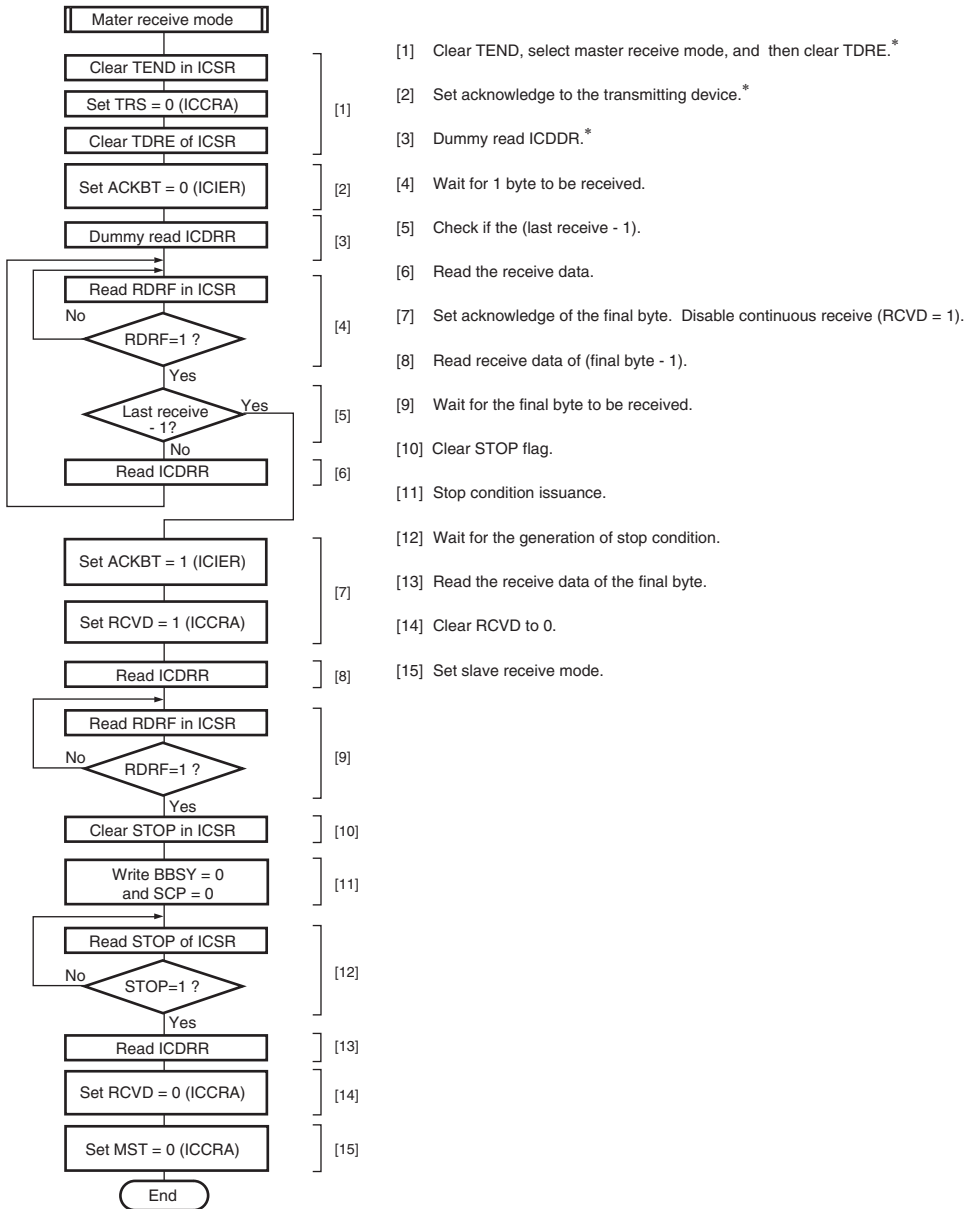 Mater receive mode
Clear TEND in ICSR
Set TRS = 0 (ICCRA)
[1]
Clear TDRE of ICSR
Set ACKBT = 0 (ICIER)
[2]
Dummy read ICDRR
[3]
Read RDRF in ICSR
No
RDRF=1 ?
[4]
Yes
Last receive
- 1?
Yes
[5]
No
Read ICDRR
[6]
Set ACKBT = 1 (ICIER)
[7]
Set RCVD = 1 (ICCRA)
Read ICDRR
[8]
Read RDRF in ICSR
No
RDRF=1 ?
[9]
Yes
Clear STOP in ICSR
[10]
Write BBSY = 0
and SCP = 0
[11]
Read STOP of ICSR
No
STOP=1 ?
[12]
Yes
Read ICDRR
[13]
Set RCVD = 0 (ICCRA)
[14]
Set MST = 0 (ICCRA)
[15]
End
[1] Clear TEND, select master receive mode, and then clear TDRE.*
[2] Set acknowledge to the transmitting device.*
[3] Dummy read ICDDR.*
[4] Wait for 1 byte to be received.
[5] Check if the (last receive - 1).
[6] Read the receive data.
[7] Set acknowledge of the final byte. Disable continuous receive (RCVD = 1).
[8] Read receive data of (final byte - 1).
[9] Wait for the final byte to be received.
[10] Clear STOP flag.
[11] Stop condition issuance.
[12] Wait for the generation of stop condition.
[13] Read the receive data of the final byte.
[14] Clear RCVD to 0.
[15] Set slave receive mode.